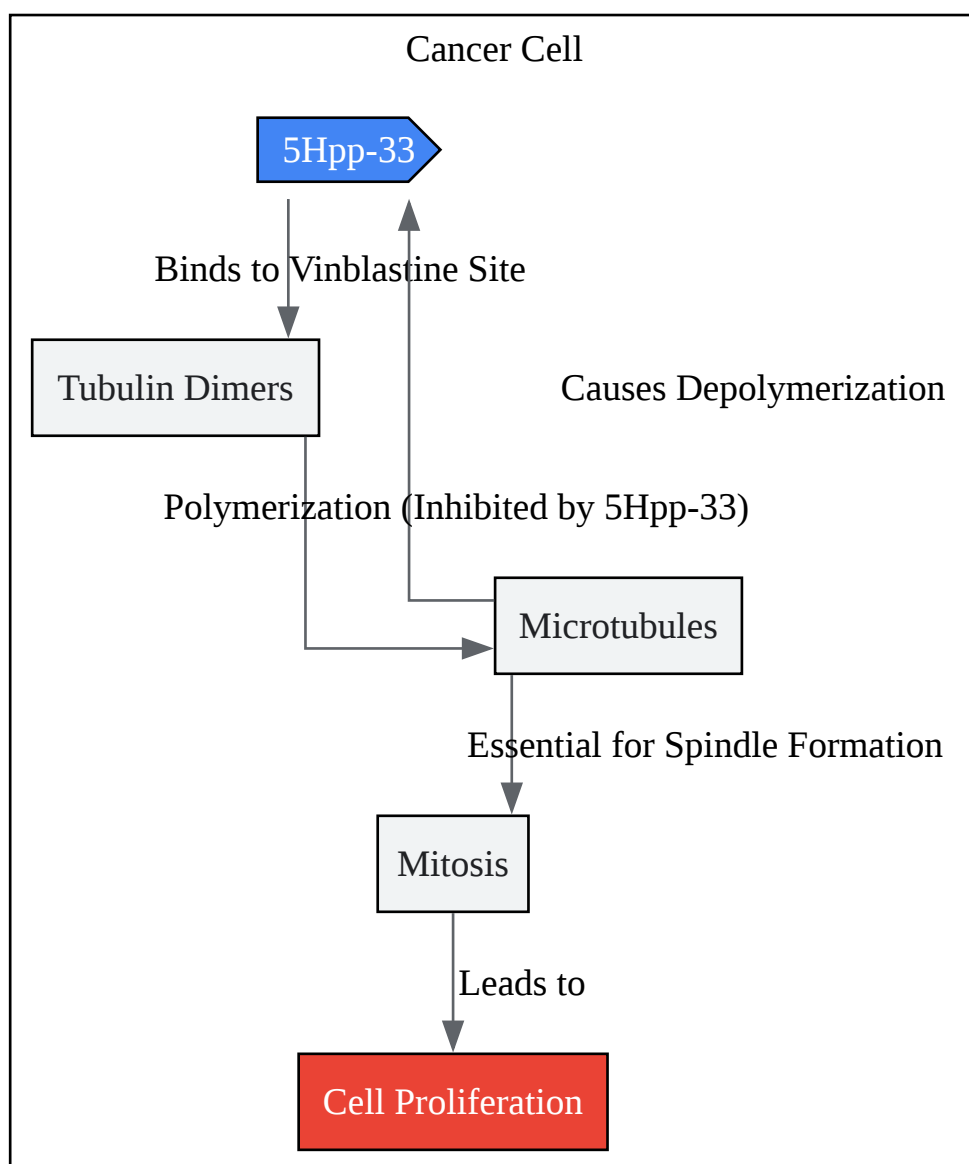 Cancer Cell
5Hpp-33
Binds to Vinblastine Site
Tubulin Dimers
Causes Depolymerization
Polymerization (Inhibited by 5Hpp-33)
Microtubules
Essential for Spindle Formation
Mitosis
Leads to
Cell Proliferation